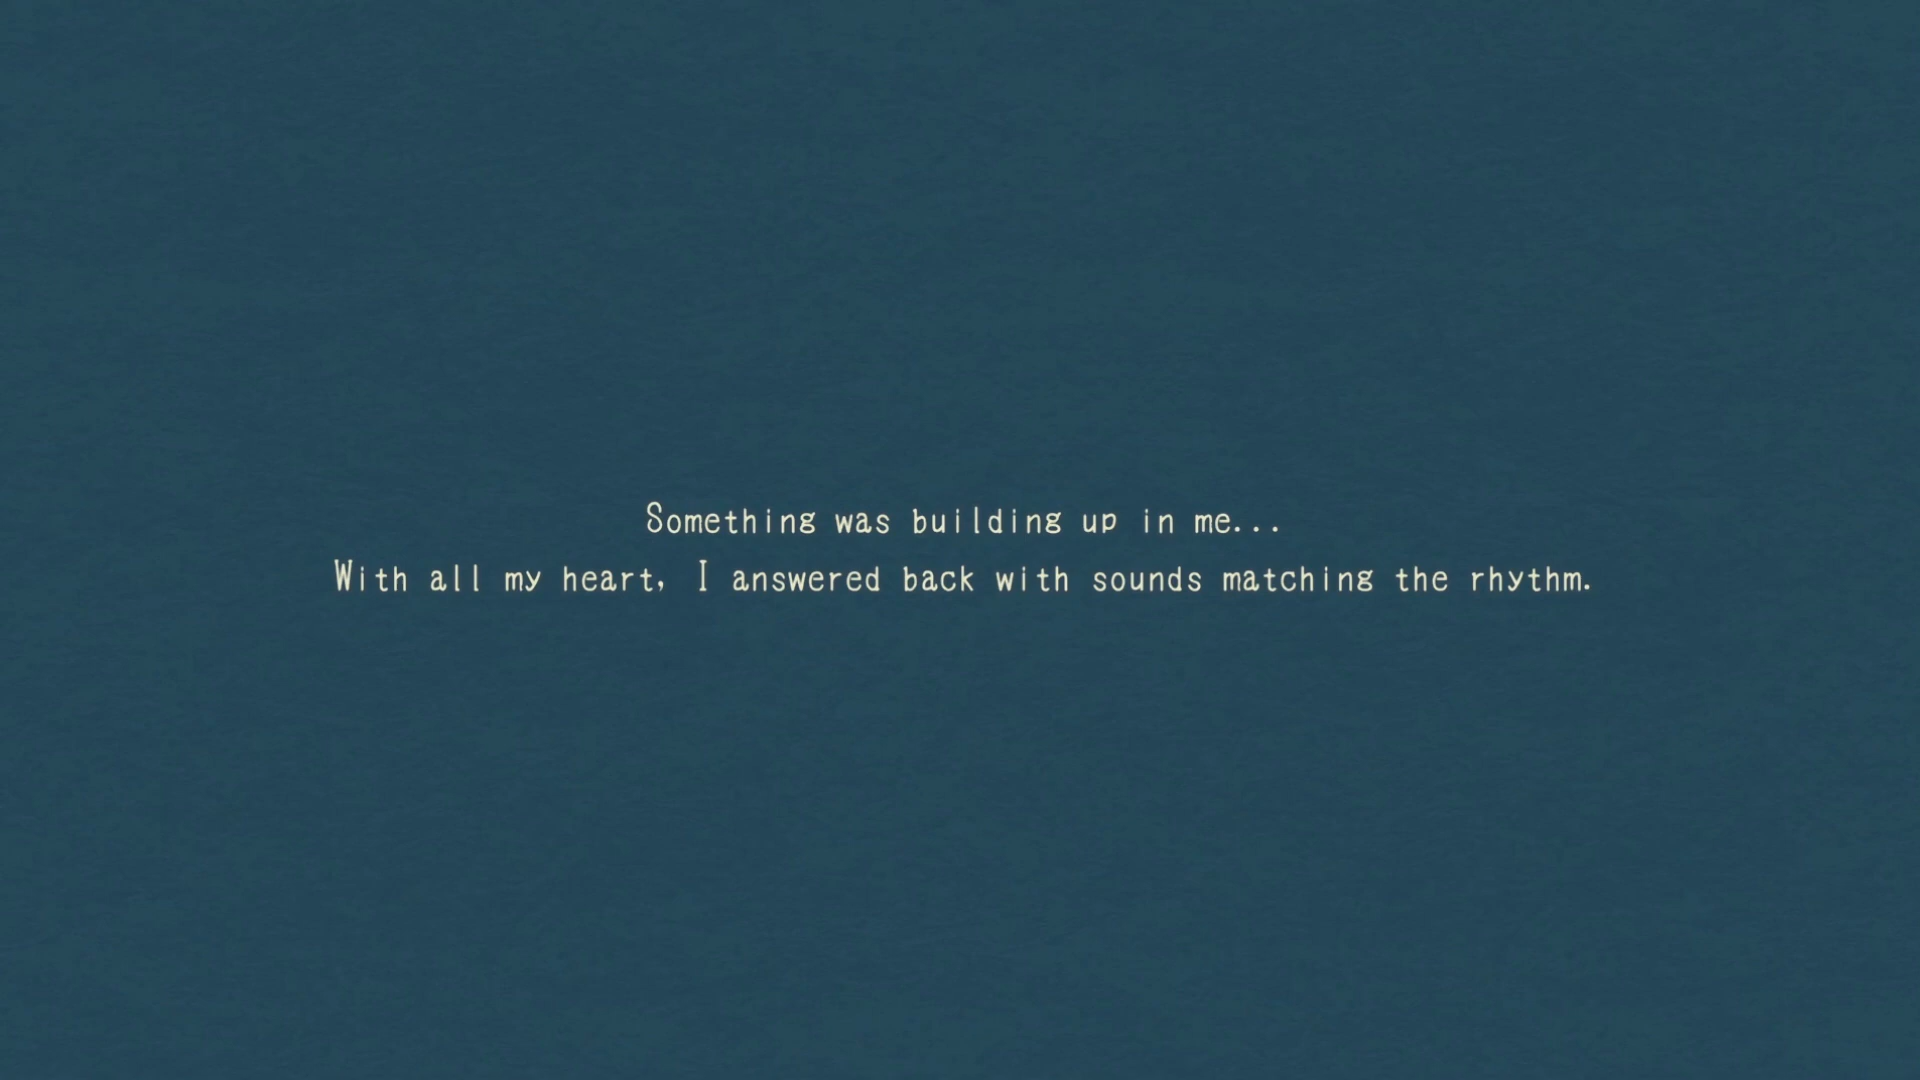 Something was building up in me...
With all my heart, I answered back with sounds matching the rhythm.